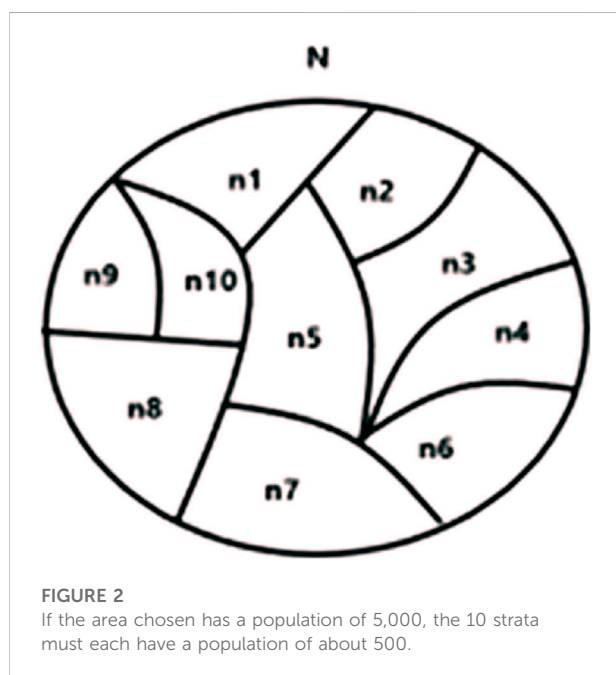 N
n1
n2
n3
n9
n10
n4
n5
n8
n6
n7
FIGURE 2
If the area chosen has a population of 5,000, the 10 strata
must each have a population of about 500.